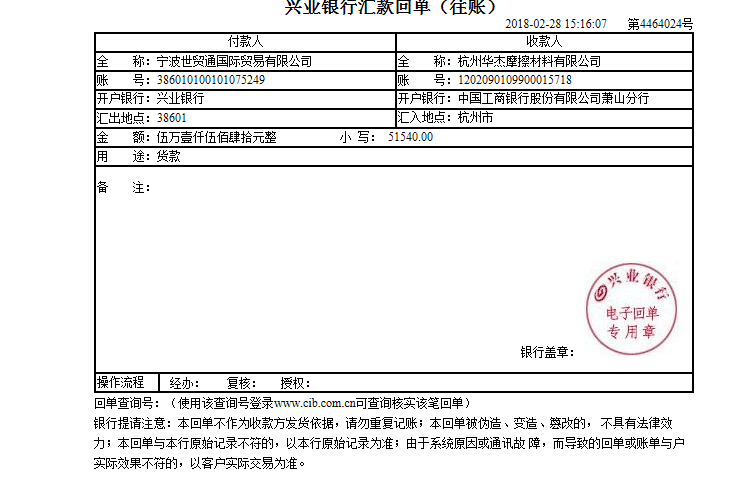 兴业银行汇款回单（往账）
2018-02-28 15:16:07 第4464024号
付款人 收款人
全 称：宁波世贸通国际贸易有限公司 全 称：杭州华杰摩擦材料有限公司
账 号：386010100101075249 账 号：1202090109900015718
开户银行：兴业银行 开户银行：中国工商银行股份有限公司萧山分行
汇出地点：38601 汇入地点：杭州市
金 额：伍万壹仟伍佰肆拾元整 小 写： 51540.00
用 途：货款
备 注：
兴业银行
电子回单
专用章
银行盖章：
操作流程 经办： 复核： 授权：
回单查询号：（使用该查询号登录www.cib.com.cn可查询核实该笔回单）
银行提请注意：本回单不作为收款方发货依据，请勿重复记账；本回单被伪造、变造、篡改的， 不具有法律效
力；本回单与本行原始记录不符的，以本行原始记录为准；由于系统原因或通讯故 障，而导致的回单或账单与户
实际效果不符的，以客户实际交易为准。